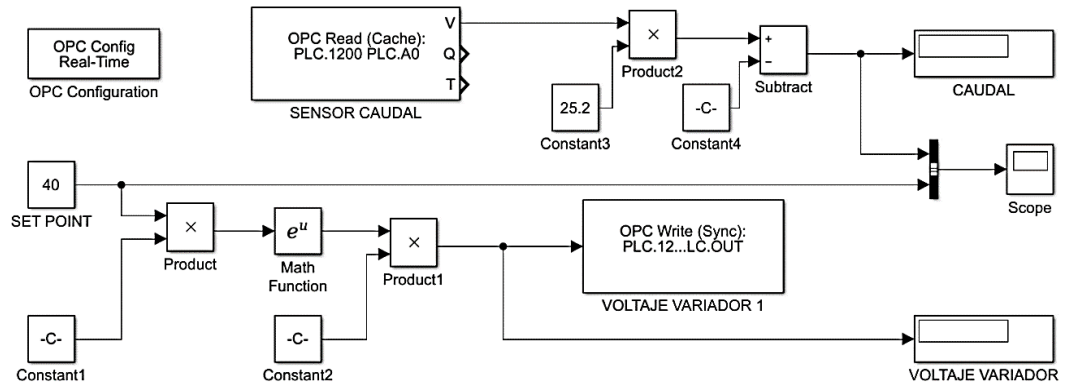 OPC Config
Real-Time
OPC Configuration
OPC Read (Cache):
PLC.1200 PLC.A0
V
Q
T
SENSOR CAUDAL
×
Product2
25.2
Constant3
-C-
Constant4
+
−
Subtract
CAUDAL
Scope
40
SET POINT
×
Product
-C-
Constant1
e^u
Math
Function
-C-
Constant2
×
Product1
OPC Write (Sync):
PLC.12...LC.OUT
VOLTAJE VARIADOR 1
VOLTAJE VARIADOR